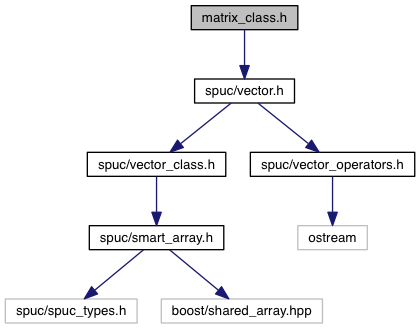 matrix_class.h
spuc/vector.h
spuc/vector_class.h
spuc/vector_operators.h
spuc/smart_array.h
ostream
spuc/spuc_types.h
boost/shared_array.hpp